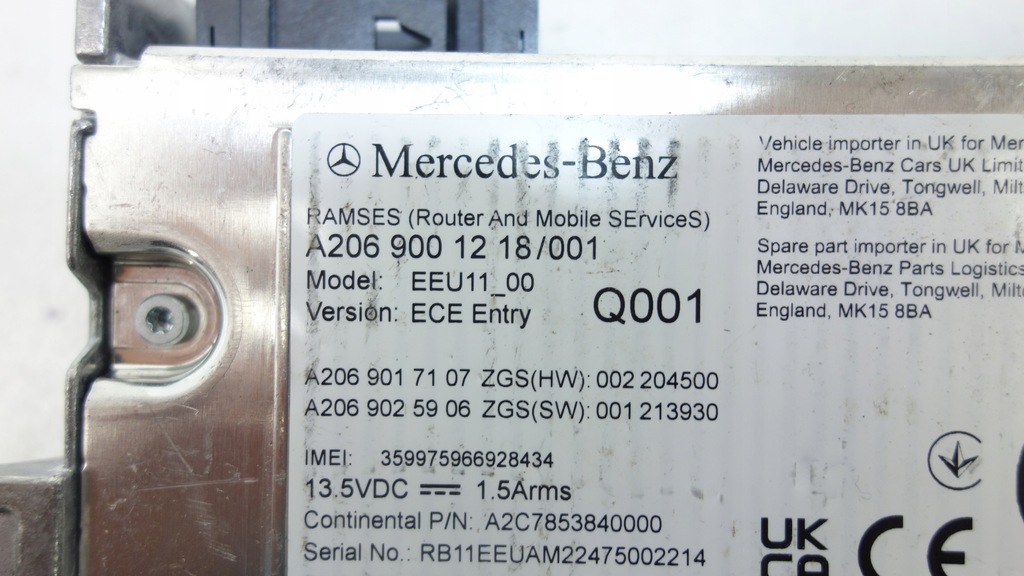 Mercedes-Benz
RAMSES (Router And Mobile SErviceS)
A206 900 12 18/001
Model: EEU11_00
Version: ECE Entry
Q001
A206 901 71 07 ZGS(HW): 002 204500
A206 902 59 06 ZGS(SW): 001 213930
IMEI: 359975966928434
13.5VDC 1.5Arms
Continental P/N: A2C7853840000
Serial No.: RB11EEUAM22475002214
Vehicle importer in UK for
Mercedes-Benz Cars UK
Delaware Drive, Tongwell,
England, MK15 8BA
Spare part importer in UK for
Mercedes-Benz Parts Logistics
Delaware Drive, Tongwell,
England, MK15 8BA
UK
CA
CE